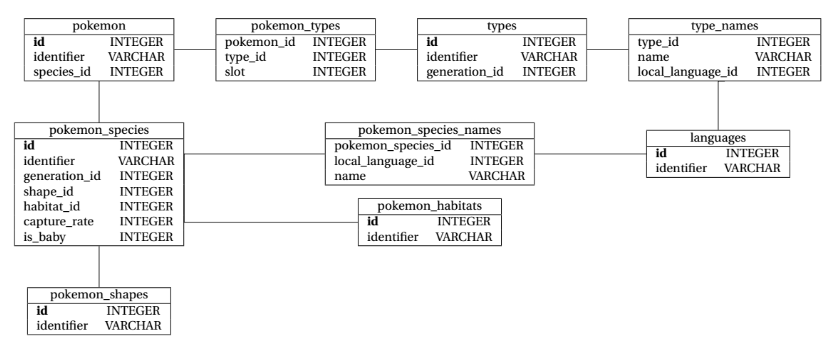 pokemon
id INTEGER
identifier VARCHAR
species_id INTEGER
pokemon_types
pokemon_id INTEGER
type_id INTEGER
slot INTEGER
types
id INTEGER
identifier VARCHAR
generation_id INTEGER
type_names
type_id INTEGER
name VARCHAR
local_language_id INTEGER
pokemon_species
id INTEGER
identifier VARCHAR
generation_id INTEGER
shape_id INTEGER
habitat_id INTEGER
capture_rate INTEGER
is_baby INTEGER
pokemon_species_names
pokemon_species_id INTEGER
local_language_id INTEGER
name VARCHAR
languages
id INTEGER
identifier VARCHAR
pokemon_habitats
id INTEGER
identifier VARCHAR
pokemon_shapes
id INTEGER
identifier VARCHAR